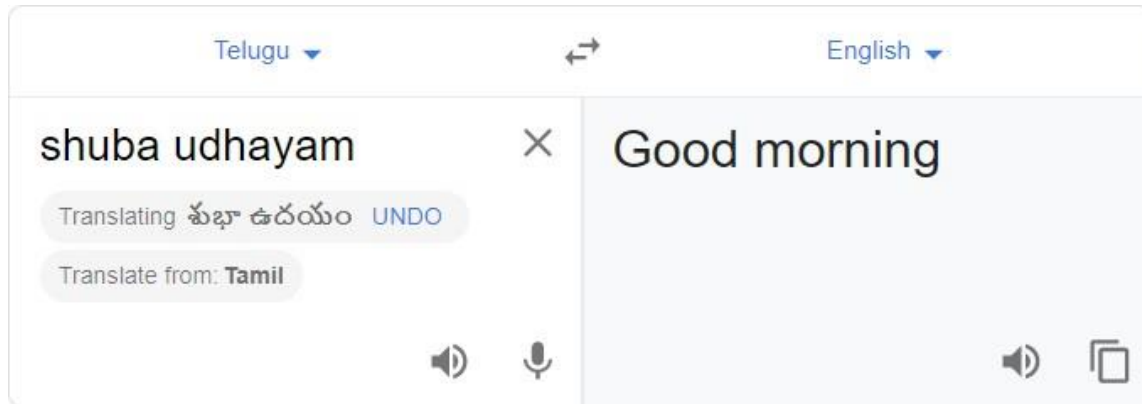 Telugu English
shuba udhayam
Good morning
Translating శుభా ఉదయం UNDO
Translate from: Tamil